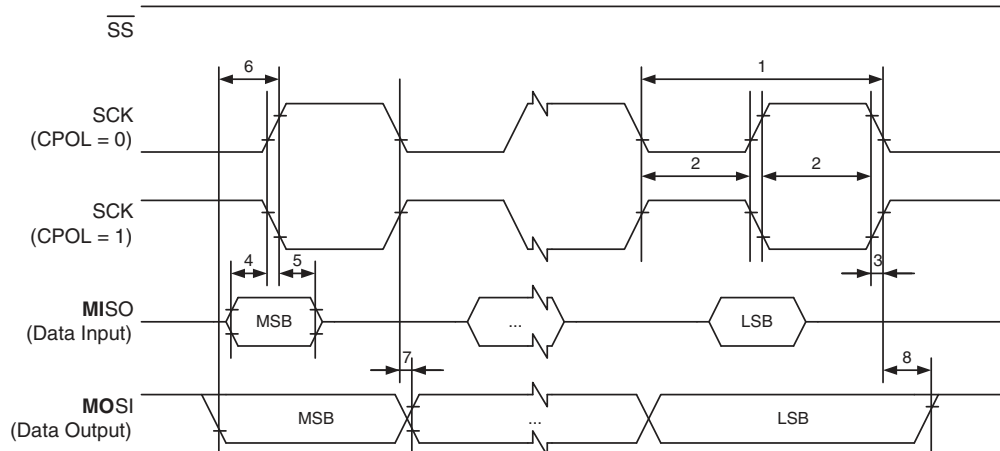 SS
6
1
SCK
(CPOL = 0)
2
2
SCK
(CPOL = 1)
4
5
3
MISO
(Data Input)
MSB
...
LSB
7
8
MOSI
(Data Output)
MSB
...
LSB